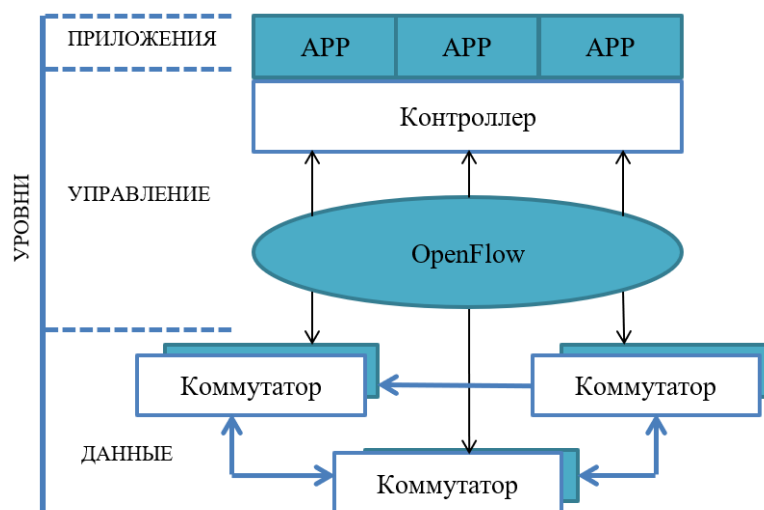 ПРИЛОЖЕНИЯ
APP
APP
APP
Контроллер
УРОВНИ
УПРАВЛЕНИЕ
OpenFlow
Коммутатор
Коммутатор
ДАННЫЕ
Коммутатор